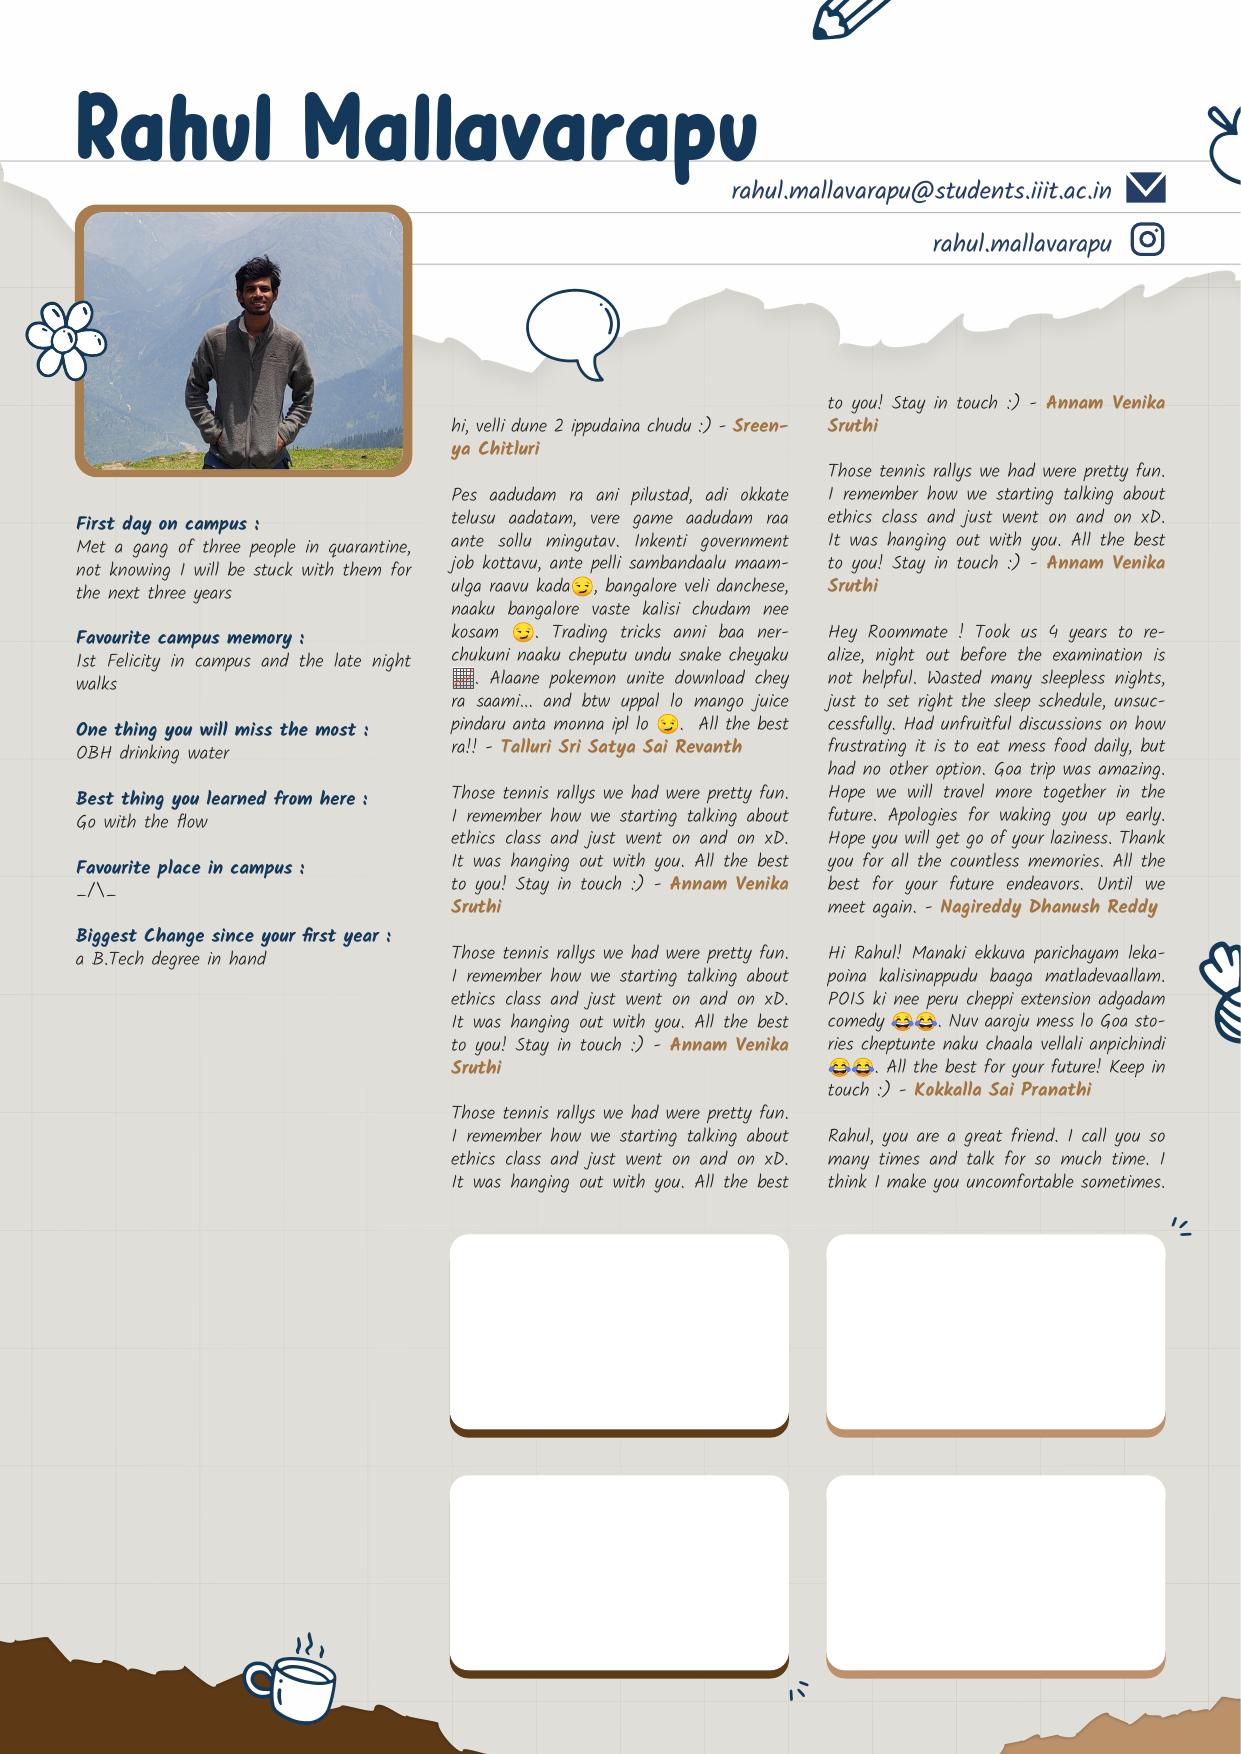 Rahul Mallavarapu
rahul.mallavarapu@students.iiit.ac.in
rahul.mallavarapu
First day on campus :
Met a gang of three people in quarantine,
not knowing I will be stuck with them for
the next three years
Favourite campus memory :
1st Felicity in campus and the late night
walks
One thing you will miss the most :
OBH drinking water
Best thing you learned from here :
Go with the flow
Favourite place in campus :
_/\_
Biggest Change since your first year :
a B.Tech degree in hand
hi, velli dune 2 ippudaina chudu :) - Sreen-
ya Chitluri
Pes aadudam ra ani pilustad, adi okkate
telusu aadatam, vere game aadudam raa
ante sollu mingutav. Inkenti government
job kottavu, ante pelli sambandaalu maam-
ulga raavu kada😏, bangalore veli danchese,
naaku bangalore vaste kalisi chudam nee
kosam 😏. Trading tricks anni baa ner-
chukuni naaku cheputu undu snake cheyaku
💹. Alaane pokemon unite download chey
ra saami... and btw uppal lo mango juice
pindaru anta monna ipl lo 😏. All the best
ra!! - Talluri Sri Satya Sai Revanth
Those tennis rallys we had were pretty fun.
I remember how we starting talking about
ethics class and just went on and on xD.
It was hanging out with you. All the best
to you! Stay in touch :) - Annam Venika
Sruthi
Those tennis rallys we had were pretty fun.
I remember how we starting talking about
ethics class and just went on and on xD.
It was hanging out with you. All the best
to you! Stay in touch :) - Annam Venika
Sruthi
Those tennis rallys we had were pretty fun.
I remember how we starting talking about
ethics class and just went on and on xD.
It was hanging out with you. All the best
to you! Stay in touch :) - Annam Venika
Sruthi
Those tennis rallys we had were pretty fun.
I remember how we starting talking about
ethics class and just went on and on xD.
It was hanging out with you. All the best
to you! Stay in touch :) - Annam Venika
Sruthi
Hey Roommate ! Took us 4 years to re-
alize, night out before the examination is
not helpful. Wasted many sleepless nights,
just to set right the sleep schedule, unsuc-
cessfully. Had unfruitful discussions on how
frustrating it is to eat mess food daily, but
had no other option. Goa trip was amazing.
Hope we will travel more together in the
future. Apologies for waking you up early.
Hope you will get go of your laziness. Thank
you for all the countless memories. All the
best for your future endeavors. Until we
meet again. - Nagireddy Dhanush Reddy
Hi Rahul! Manaki ekkuva parichayam leka-
poina kalisinappudu baaga matladevaallam.
POIS ki nee peru cheppi extension adgadam
comedy 😂😂. Nuv aaroju mess lo Goa sto-
ries cheptunte naku chaala vellali anpichindi
😂😂. All the best for your future! Keep in
touch :) - Kokkalla Sai Pranathi
Rahul, you are a great friend. I call you so
many times and talk for so much time. I
think I make you uncomfortable sometimes.